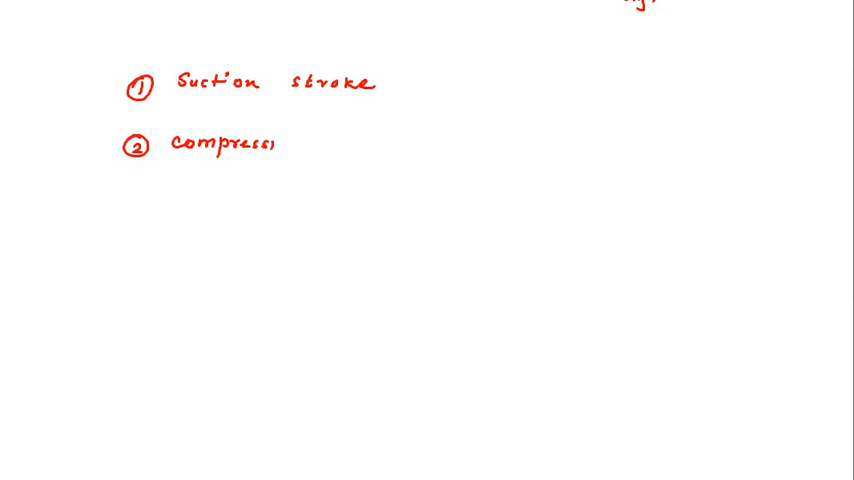 ① Suction stroke
② compressi